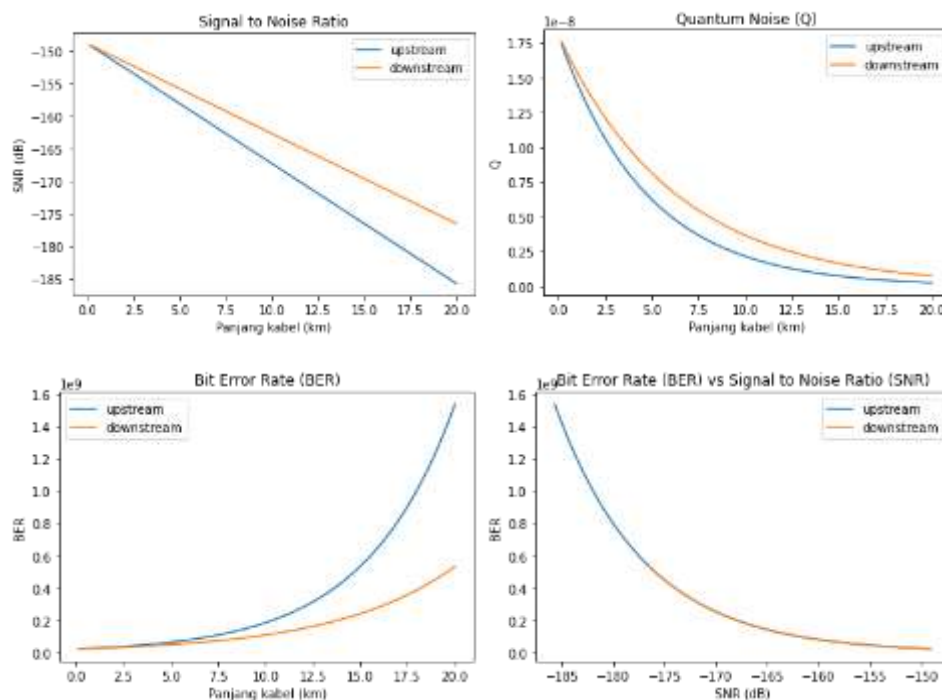 Signal to Noise Ratio
upstream
downstream
−150
−155
−160
−165
−170
−175
−180
−185
SNR (dB)
0.0 2.5 5.0 7.5 10.0 12.5 15.0 17.5 20.0
Panjang kabel (km)
Quantum Noise (Q)
1e−8
upstream
downstream
1.75
1.50
1.25
1.00
0.75
0.50
0.25
0.00
Q
0.0 2.5 5.0 7.5 10.0 12.5 15.0 17.5 20.0
Panjang kabel (km)
Bit Error Rate (BER)
1e9
upstream
downstream
1.6
1.4
1.2
1.0
0.8
0.6
0.4
0.2
0.0
BER
0.0 2.5 5.0 7.5 10.0 12.5 15.0 17.5 20.0
Panjang kabel (km)
Bit Error Rate (BER) vs Signal to Noise Ratio (SNR)
1e9
upstream
downstream
1.6
1.4
1.2
1.0
0.8
0.6
0.4
0.2
0.0
BER
−185 −180 −175 −170 −165 −160 −155 −150
SNR (dB)